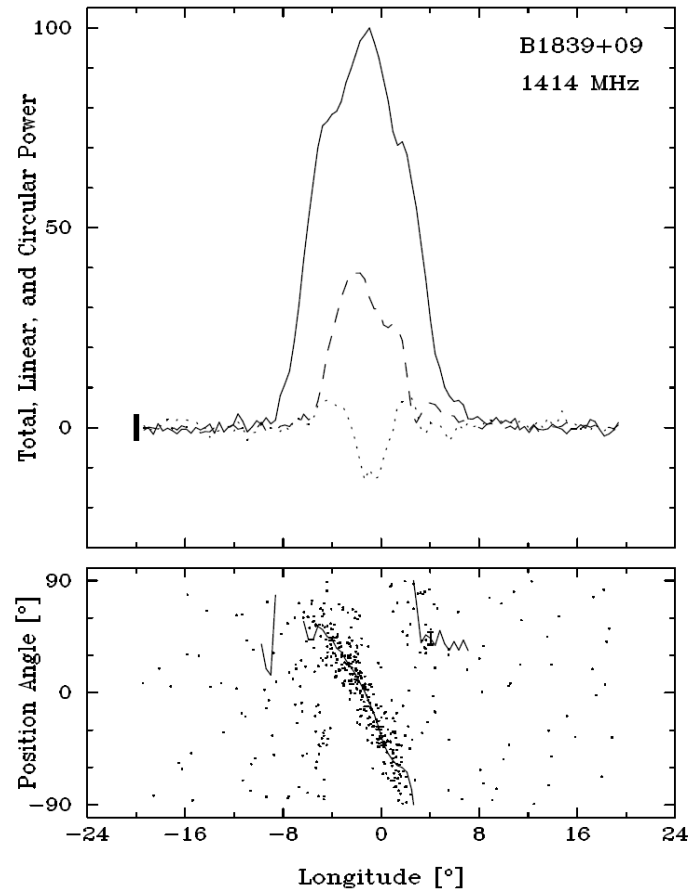 B1839+09
1414 MHz
Total, Linear, and Circular Power
100
50
0
Position Angle [°]
90
0
−90
−24 −16 −8 0 8 16 24
Longitude [°]